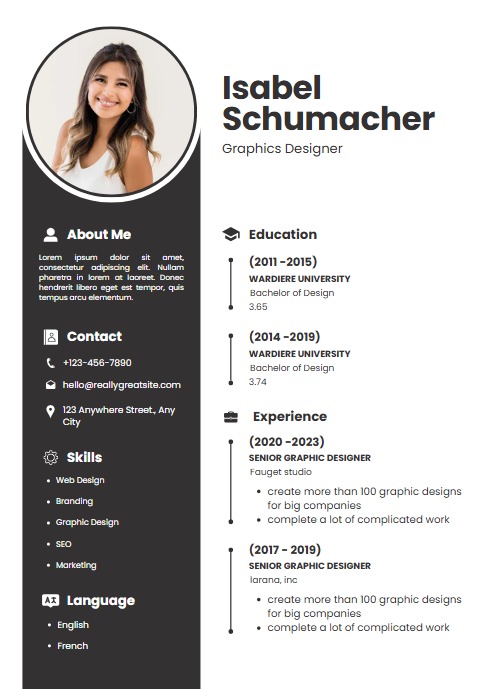 Isabel
Schumacher
Graphics Designer
About Me
Lorem ipsum dolor sit amet,
consectetur adipiscing elit. Nullam
pharetra in lorem at laoreet. Donec
hendrerit libero eget est tempor, quis
tempus arcu elementum.
Contact
+123-456-7890
hello@reallygreatsite.com
123 Anywhere Street., Any
City
Skills
• Web Design
• Branding
• Graphic Design
• SEO
• Marketing
Language
• English
• French
Education
(2011 -2015)
WARDIERE UNIVERSITY
Bachelor of Design
3.65
(2014 -2019)
WARDIERE UNIVERSITY
Bachelor of Design
3.74
Experience
(2020 -2023)
SENIOR GRAPHIC DESIGNER
Fauget studio
• create more than 100 graphic designs
for big companies
• complete a lot of complicated work
(2017 - 2019)
SENIOR GRAPHIC DESIGNER
larana, inc
• create more than 100 graphic designs
for big companies
• complete a lot of complicated work